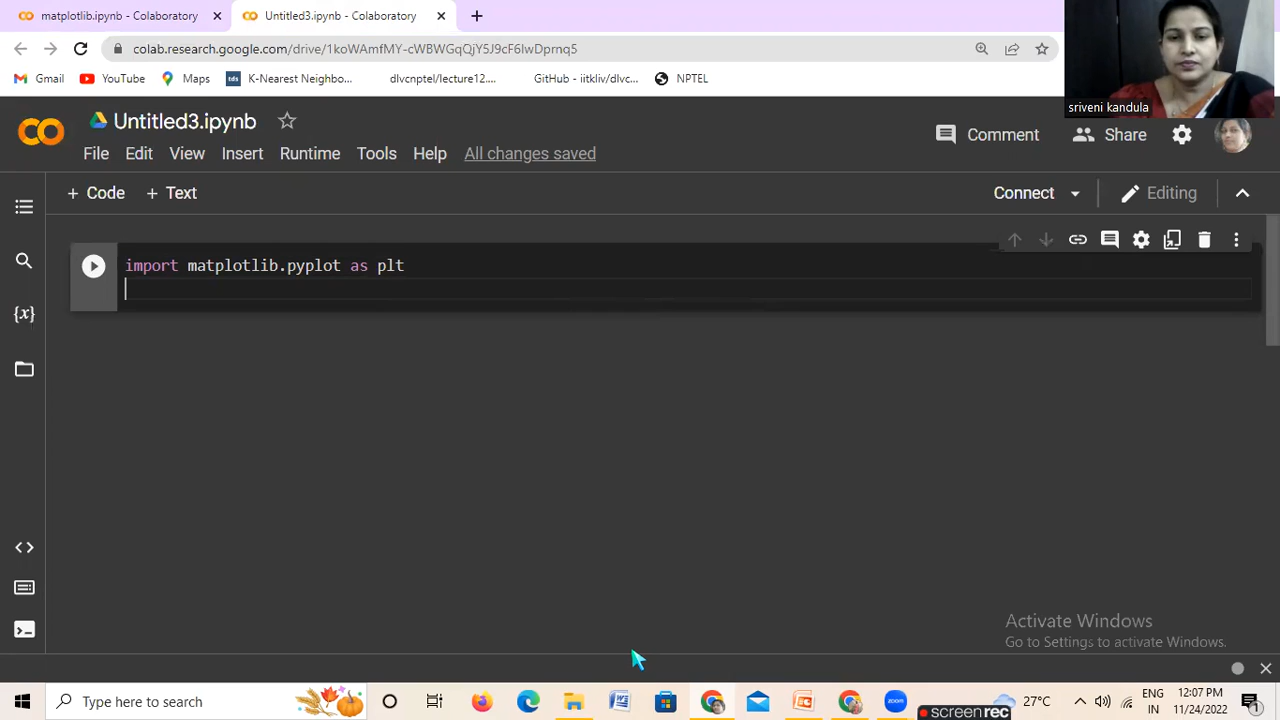 matplotlib.ipynb - Colaboratory
Untitled3.ipynb - Colaboratory
colab.research.google.com/drive/1koWAmfMY-cWBWGqQjY5J9cF6lwDprnq5
Gmail
YouTube
Maps
tds
K-Nearest Neighbo...
dlvcnptel/lecture12....
GitHub - iitkliv/dlvc...
NPTEL
sriveni kandula
Untitled3.ipynb
Comment
Share
File
Edit
View
Insert
Runtime
Tools
Help
All changes saved
+ Code
+ Text
Connect
Editing
import matplotlib.pyplot as plt
{x}
Activate Windows
Go to Settings to activate Windows.
Type here to search
27°C
ENG
IN
12:07 PM
11/24/2022
screen rec